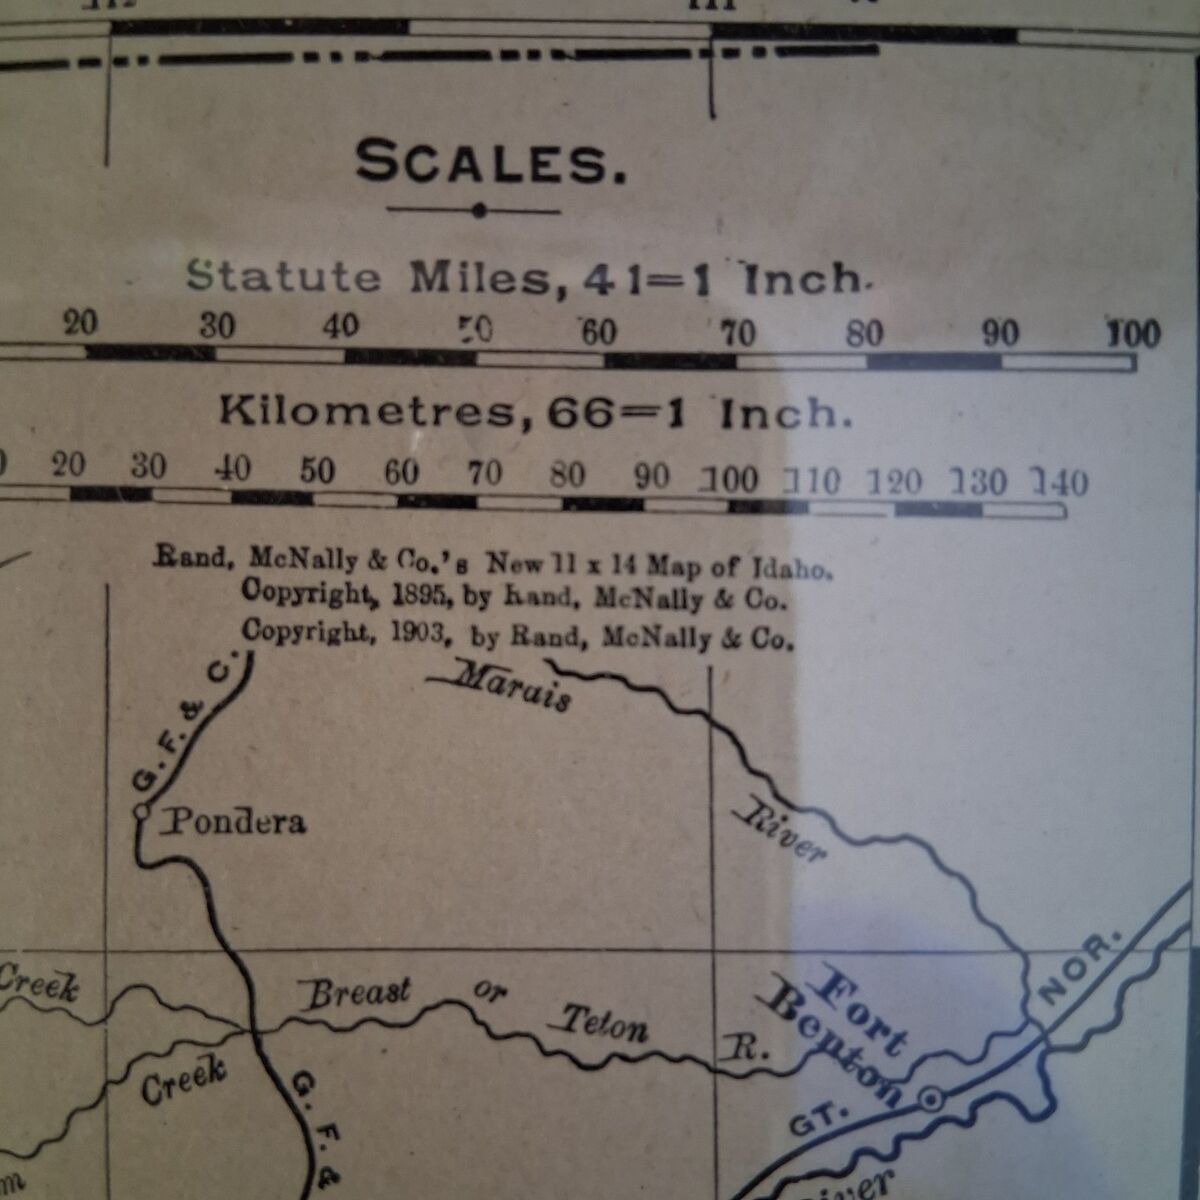 SCALES.
Statute Miles, 41=1 Inch.
20 30 40 50 60 70 80 90 100
Kilometres, 66=1 Inch.
20 30 40 50 60 70 80 90 100 110 120 130 140
Rand, McNally & Co.'s New 11 x 14 Map of Idaho.
Copyright, 1895, by Rand, McNally & Co.
Copyright, 1903, by Rand, McNally & Co.
G. F. & C.
Marais
River
Pondera
NOR.
Creek
Breast or Teton R.
Fort
Benton
Creek
G. F. &
GT.